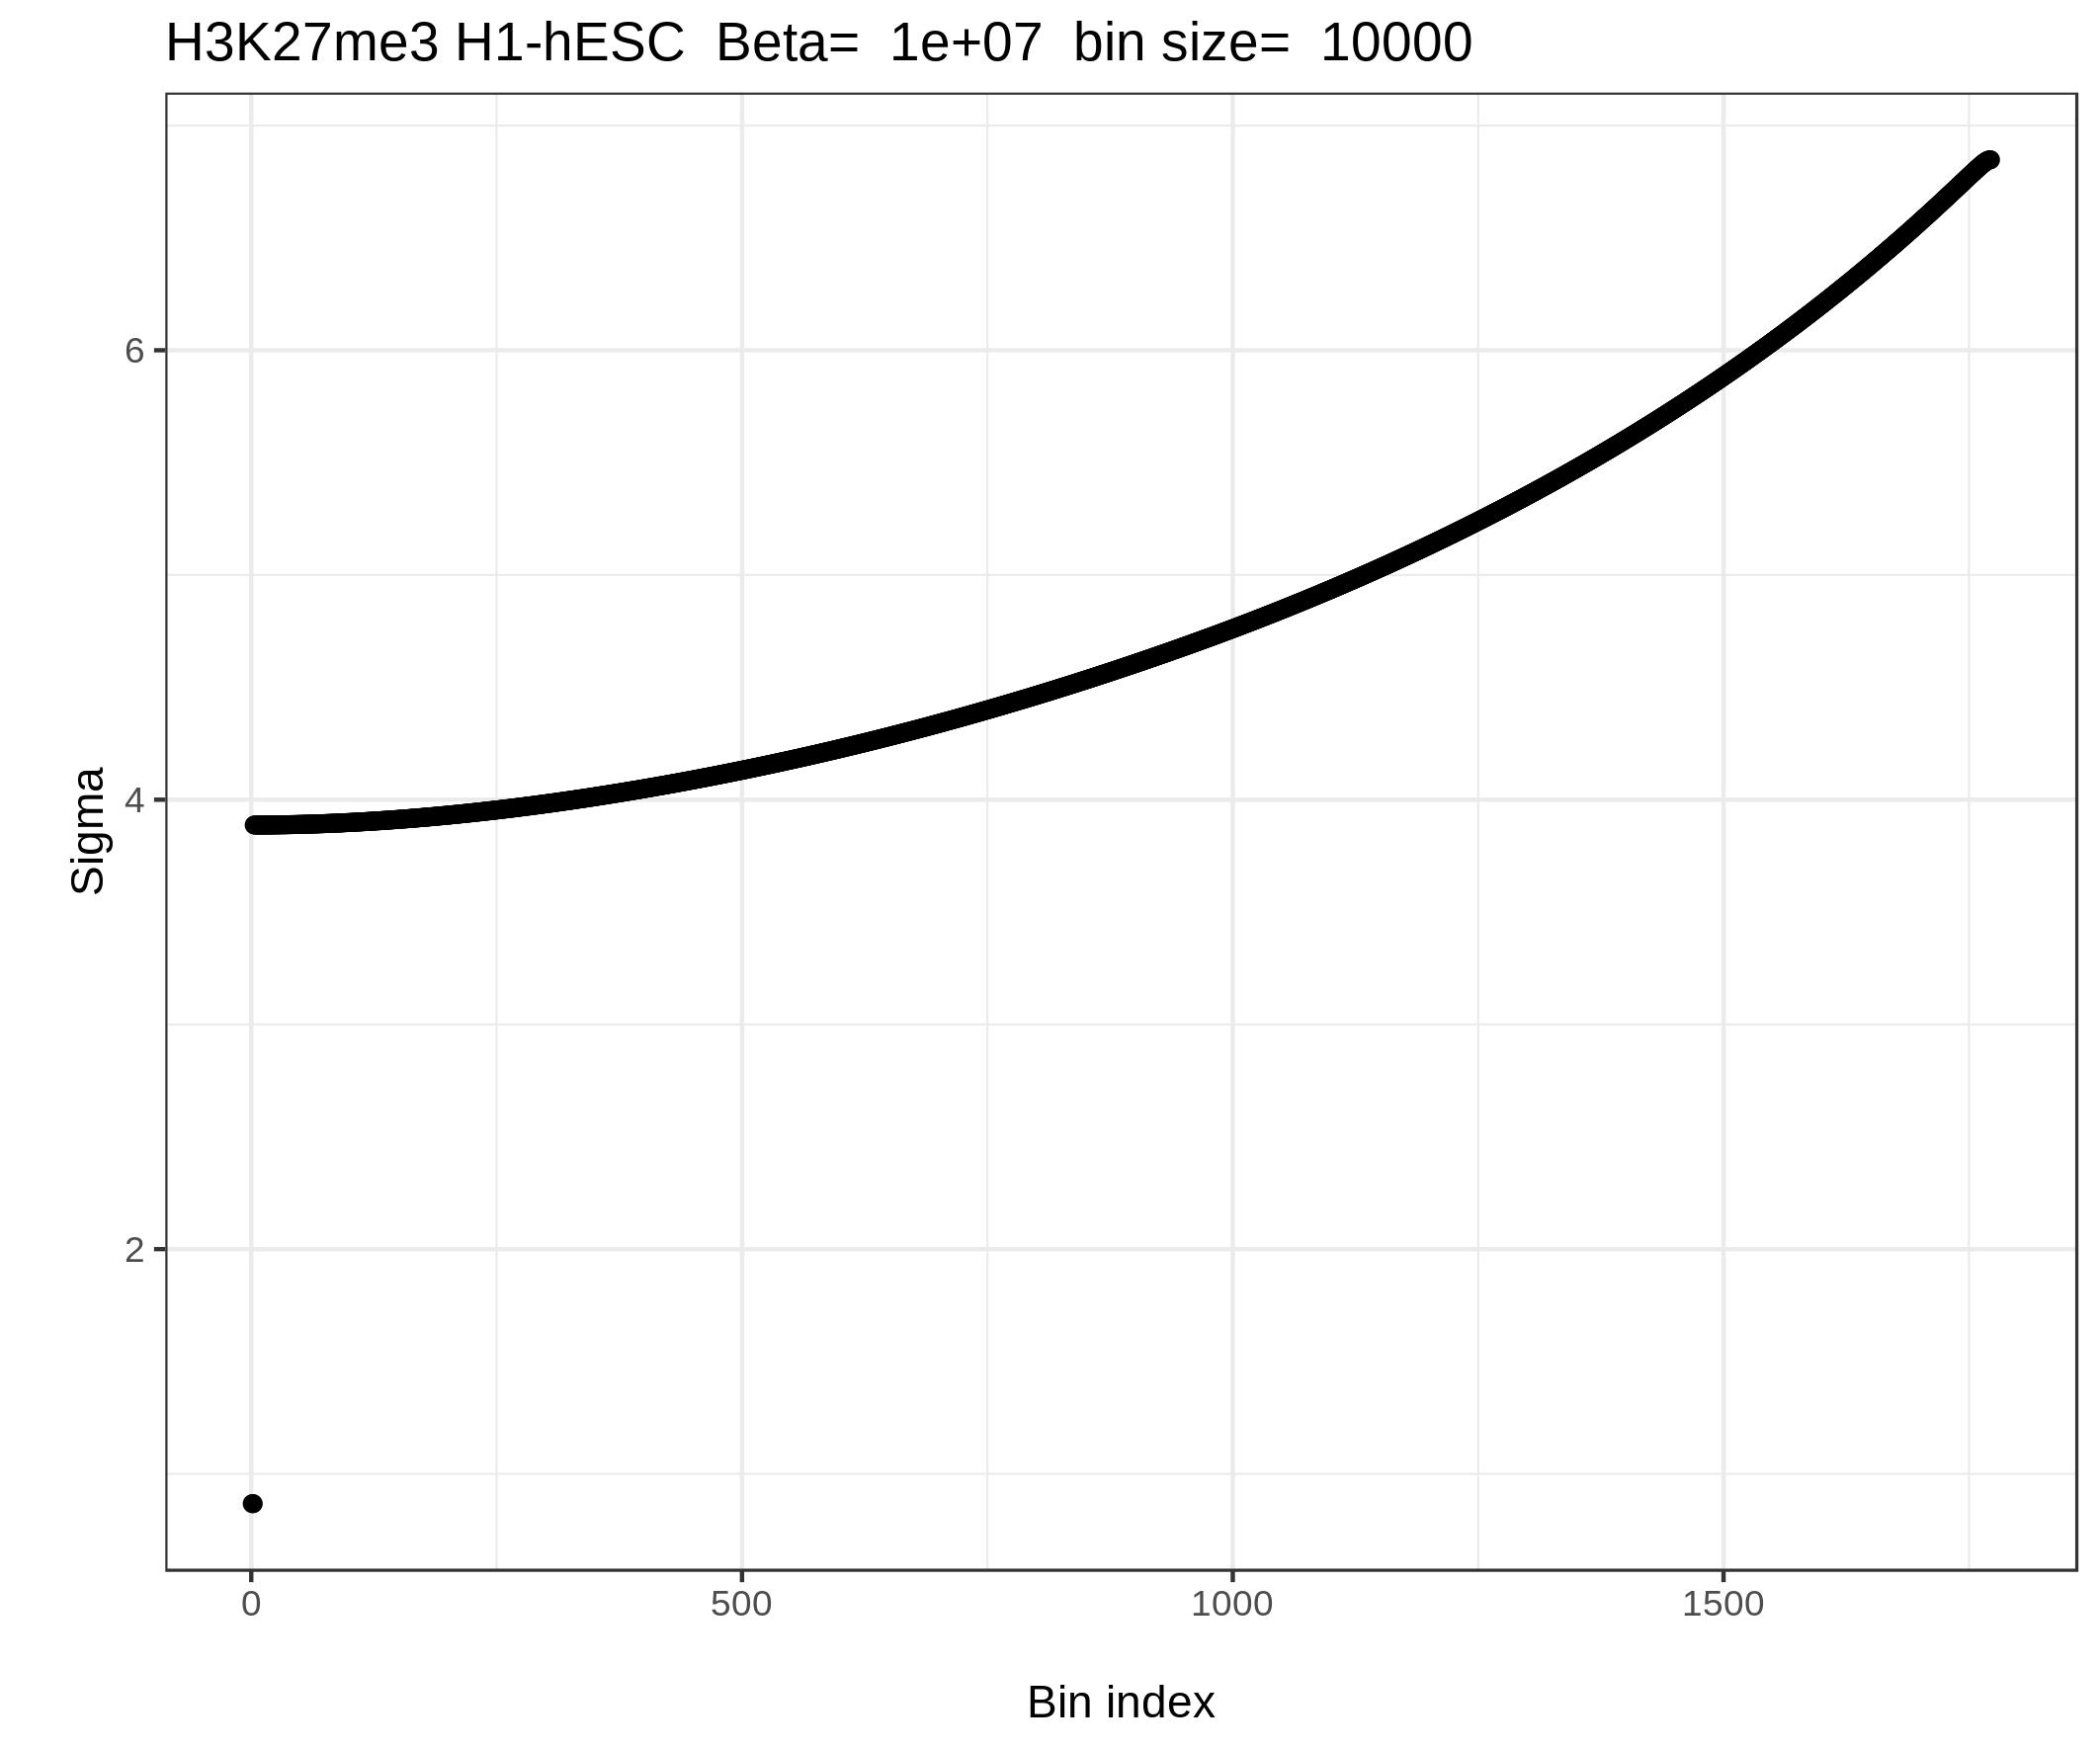 H3K27me3 H1-hESC  Beta=  1e+07  bin size=  10000
6
4
2
Sigma
0 500 1000 1500
Bin index